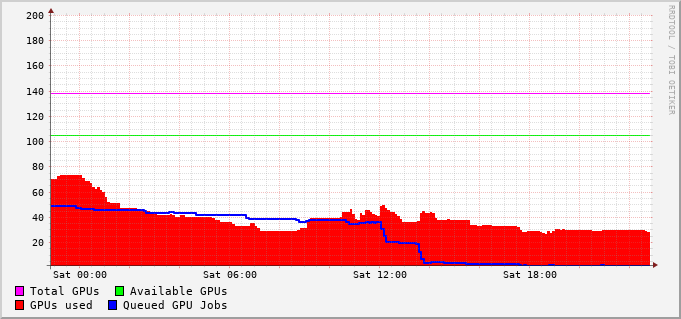 RRDTOOL / TOBI OETIKER
200
180
160
140
120
100
80
60
40
20
Sat 00:00 Sat 06:00 Sat 12:00 Sat 18:00
Total GPUs Available GPUs
GPUs used Queued GPU Jobs